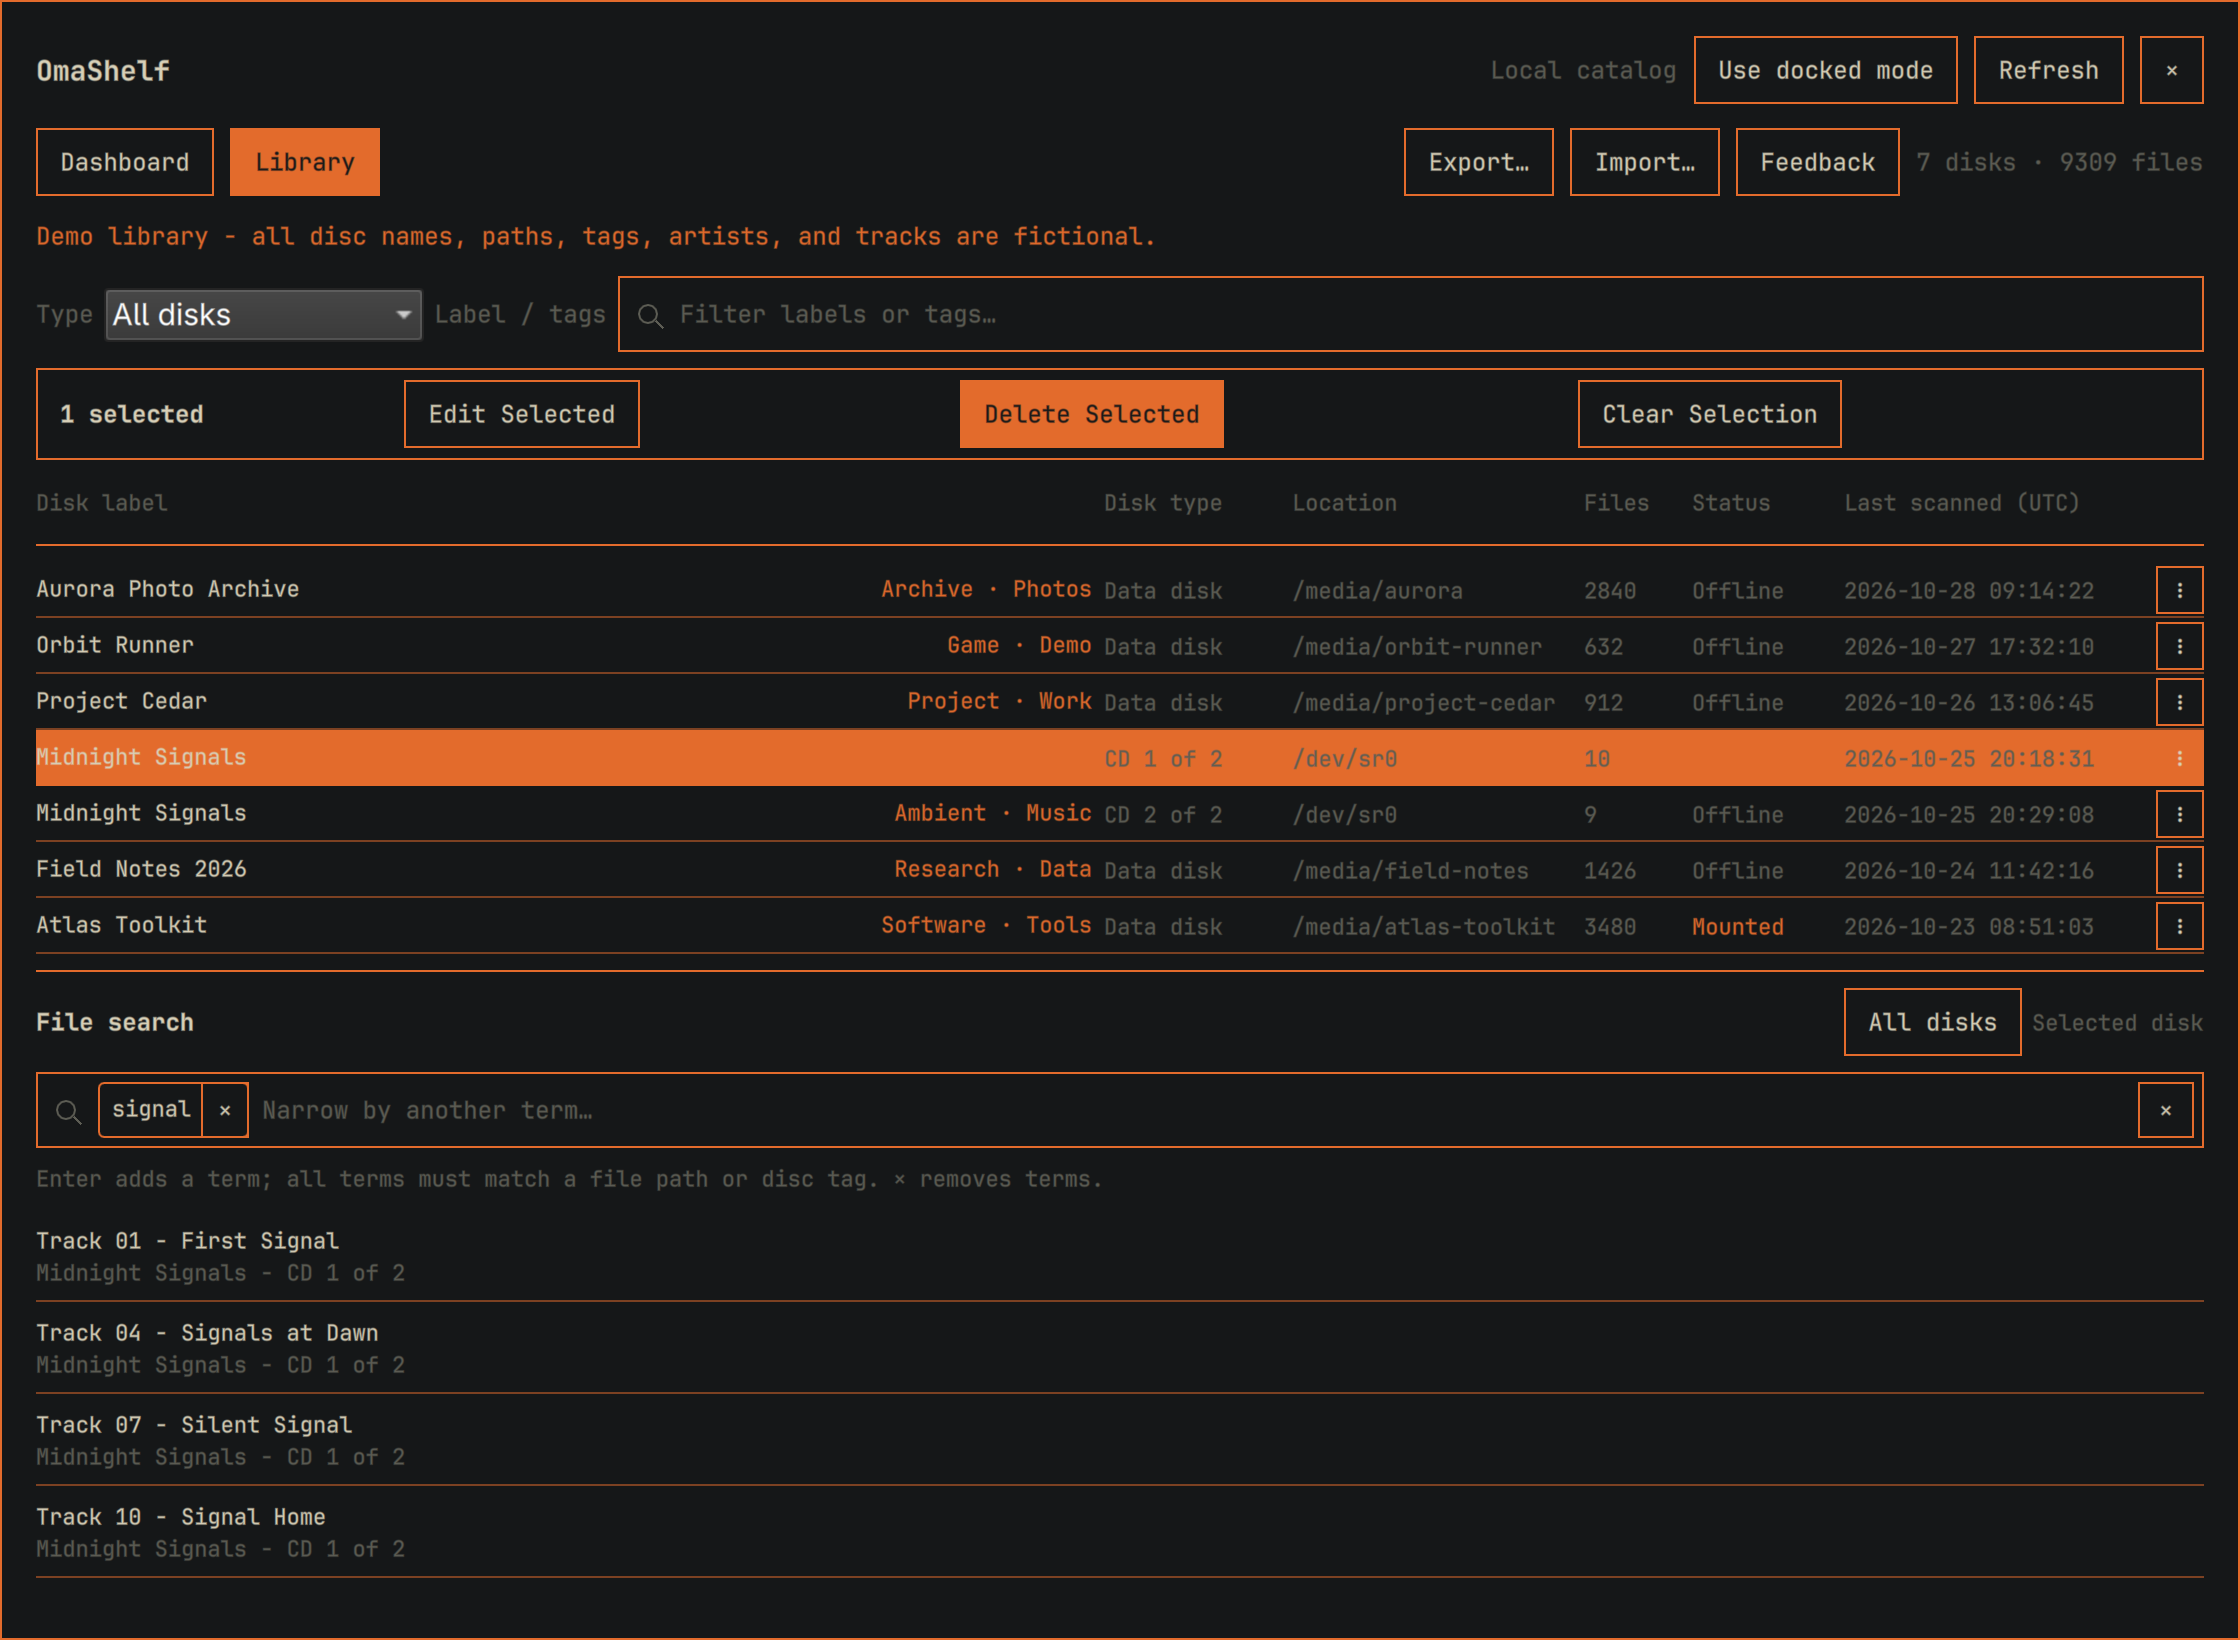 OmaShelf Local catalog Use docked mode Refresh ×
Dashboard Library Export… Import… Feedback 7 disks · 9309 files
Demo library - all disc names, paths, tags, artists, and tracks are fictional.
Type All disks Label / tags Filter labels or tags…
1 selected Edit Selected Delete Selected Clear Selection
Disk label Disk type Location Files Status Last scanned (UTC)
Aurora Photo Archive Archive · Photos Data disk /media/aurora 2840 Offline 2026-10-28 09:14:22
Orbit Runner Game · Demo Data disk /media/orbit-runner 632 Offline 2026-10-27 17:32:10
Project Cedar Project · Work Data disk /media/project-cedar 912 Offline 2026-10-26 13:06:45
Midnight Signals CD 1 of 2 /dev/sr0 10 2026-10-25 20:18:31
Midnight Signals Ambient · Music CD 2 of 2 /dev/sr0 9 Offline 2026-10-25 20:29:08
Field Notes 2026 Research · Data Data disk /media/field-notes 1426 Offline 2026-10-24 11:42:16
Atlas Toolkit Software · Tools Data disk /media/atlas-toolkit 3480 Mounted 2026-10-23 08:51:03
File search All disks Selected disk
signal × Narrow by another term… ×
Enter adds a term; all terms must match a file path or disc tag. × removes terms.
Track 01 - First Signal
Midnight Signals - CD 1 of 2
Track 04 - Signals at Dawn
Midnight Signals - CD 1 of 2
Track 07 - Silent Signal
Midnight Signals - CD 1 of 2
Track 10 - Signal Home
Midnight Signals - CD 1 of 2